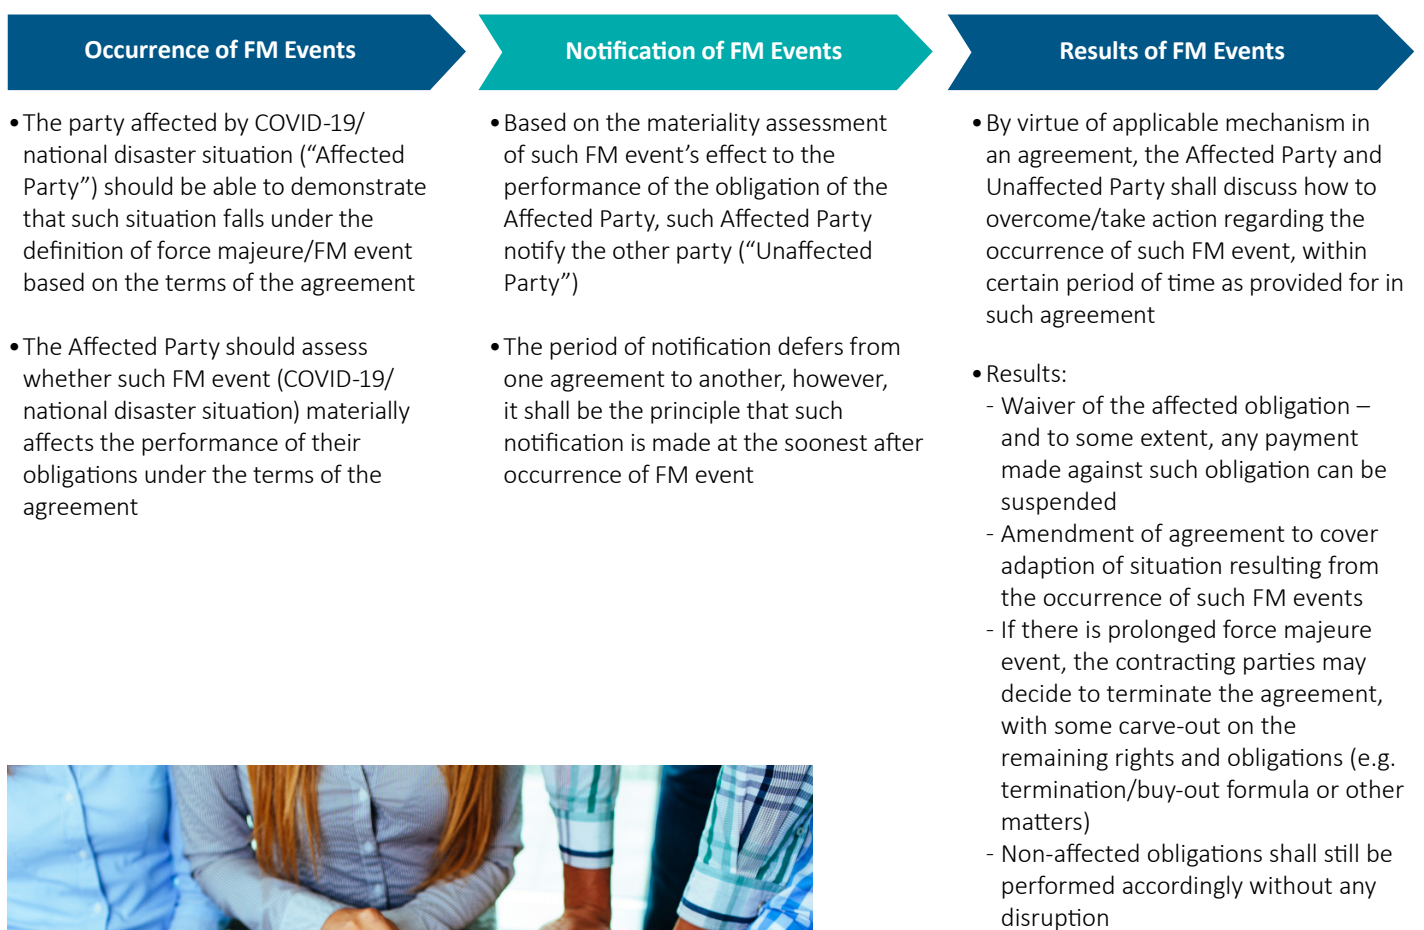 Occurrence of FM Events
•The party affected by COVID-19/
national disaster situation (“Affected
Party”) should be able to demonstrate
that such situation falls under the
definition of force majeure/FM event
based on the terms of the agreement
•The Affected Party should assess
whether such FM event (COVID-19/
national disaster situation) materially
affects the performance of their
obligations under the terms of the
agreement
Notification of FM Events
•Based on the materiality assessment
of such FM event’s effect to the
performance of the obligation of the
Affected Party, such Affected Party
notify the other party (“Unaffected
Party”)
•The period of notification defers from
one agreement to another, however,
it shall be the principle that such
notification is made at the soonest after
occurrence of FM event
Results of FM Events
•By virtue of applicable mechanism in
an agreement, the Affected Party and
Unaffected Party shall discuss how to
overcome/take action regarding the
occurrence of such FM event, within
certain period of time as provided for in
such agreement
•Results:
- Waiver of the affected obligation –
and to some extent, any payment
made against such obligation can be
suspended
- Amendment of agreement to cover
adaption of situation resulting from
the occurrence of such FM events
- If there is prolonged force majeure
event, the contracting parties may
decide to terminate the agreement,
with some carve-out on the
remaining rights and obligations (e.g.
termination/buy-out formula or other
matters)
- Non-affected obligations shall still be
performed accordingly without any
disruption